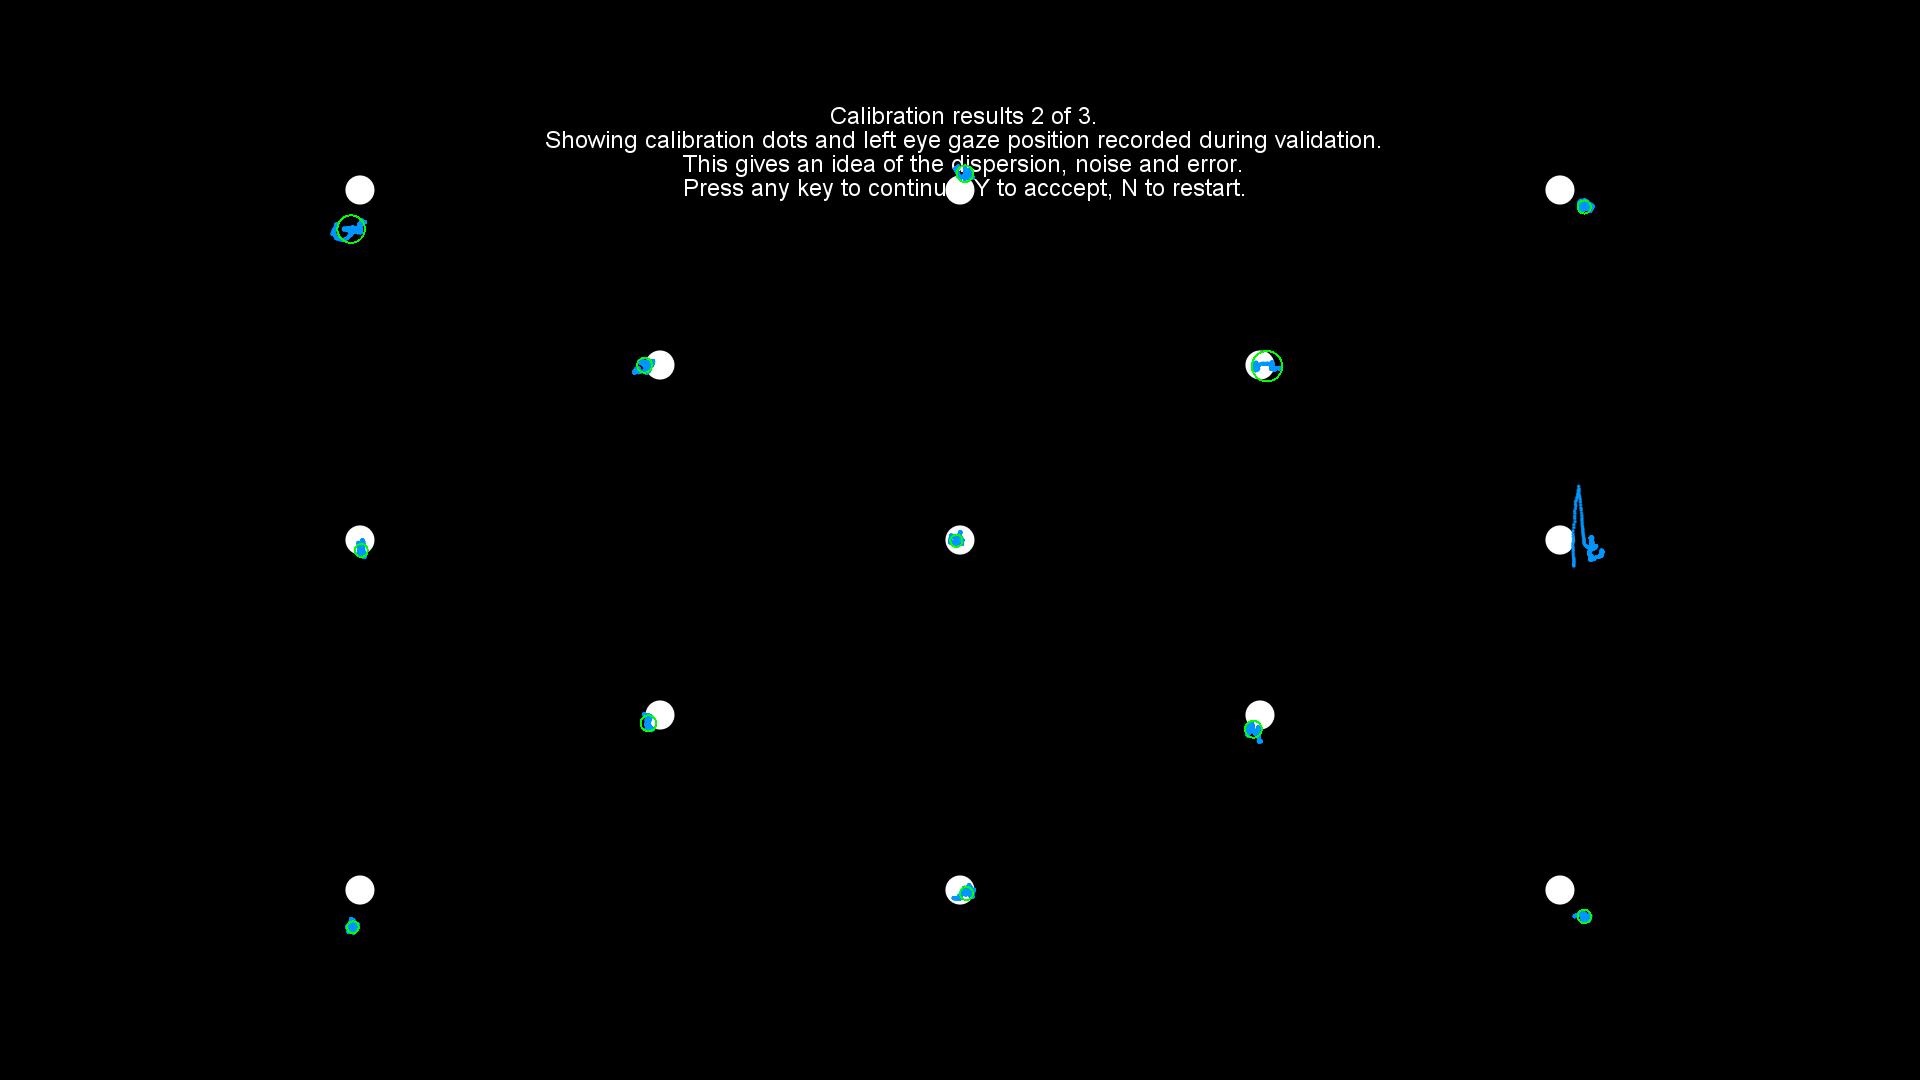 Calibration results 2 of 3.
Showing calibration dots and left eye gaze position recorded during validation.
This gives an idea of the dispersion, noise and error.
Press any key to continu Y to acccept, N to restart.